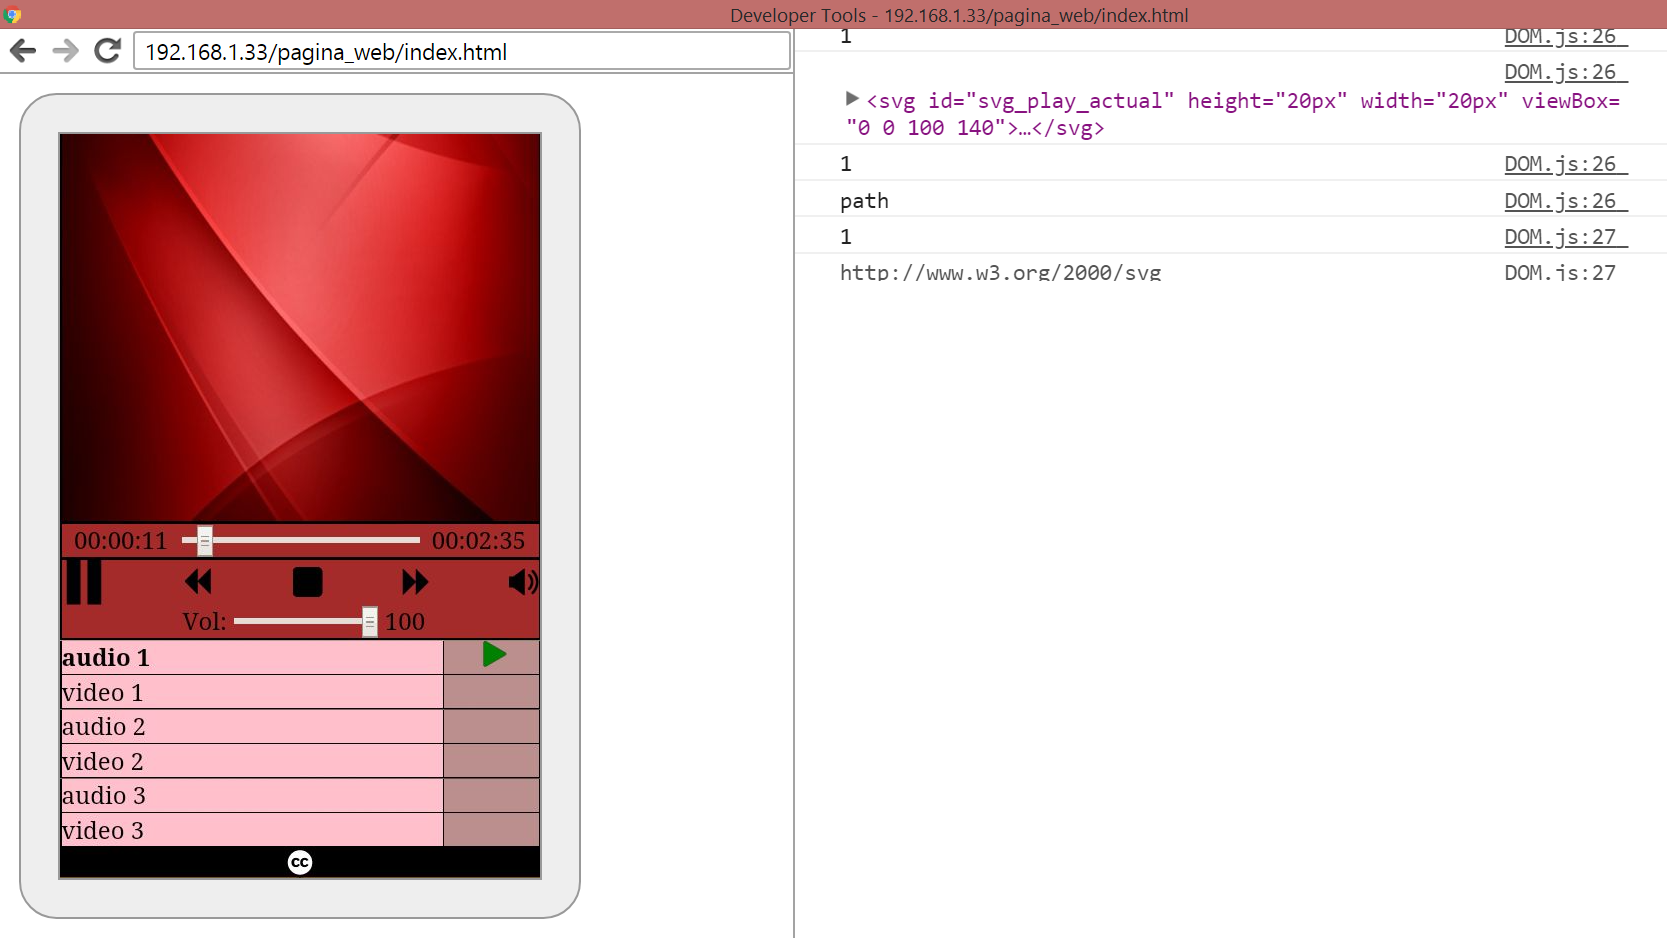 Developer Tools - 192.168.1.33/pagina_web/index.html
192.168.1.33/pagina_web/index.html
1 DOM.js:26
DOM.js:26
<svg id="svg_play_actual" height="20px" width="20px" viewBox=
"0 0 100 140">…</svg>
1 DOM.js:26
path DOM.js:26
1 DOM.js:27
http://www.w3.org/2000/svg DOM.js:27
00:00:11 00:02:35
Vol: 100
audio 1
video 1
audio 2
video 2
audio 3
video 3
cc